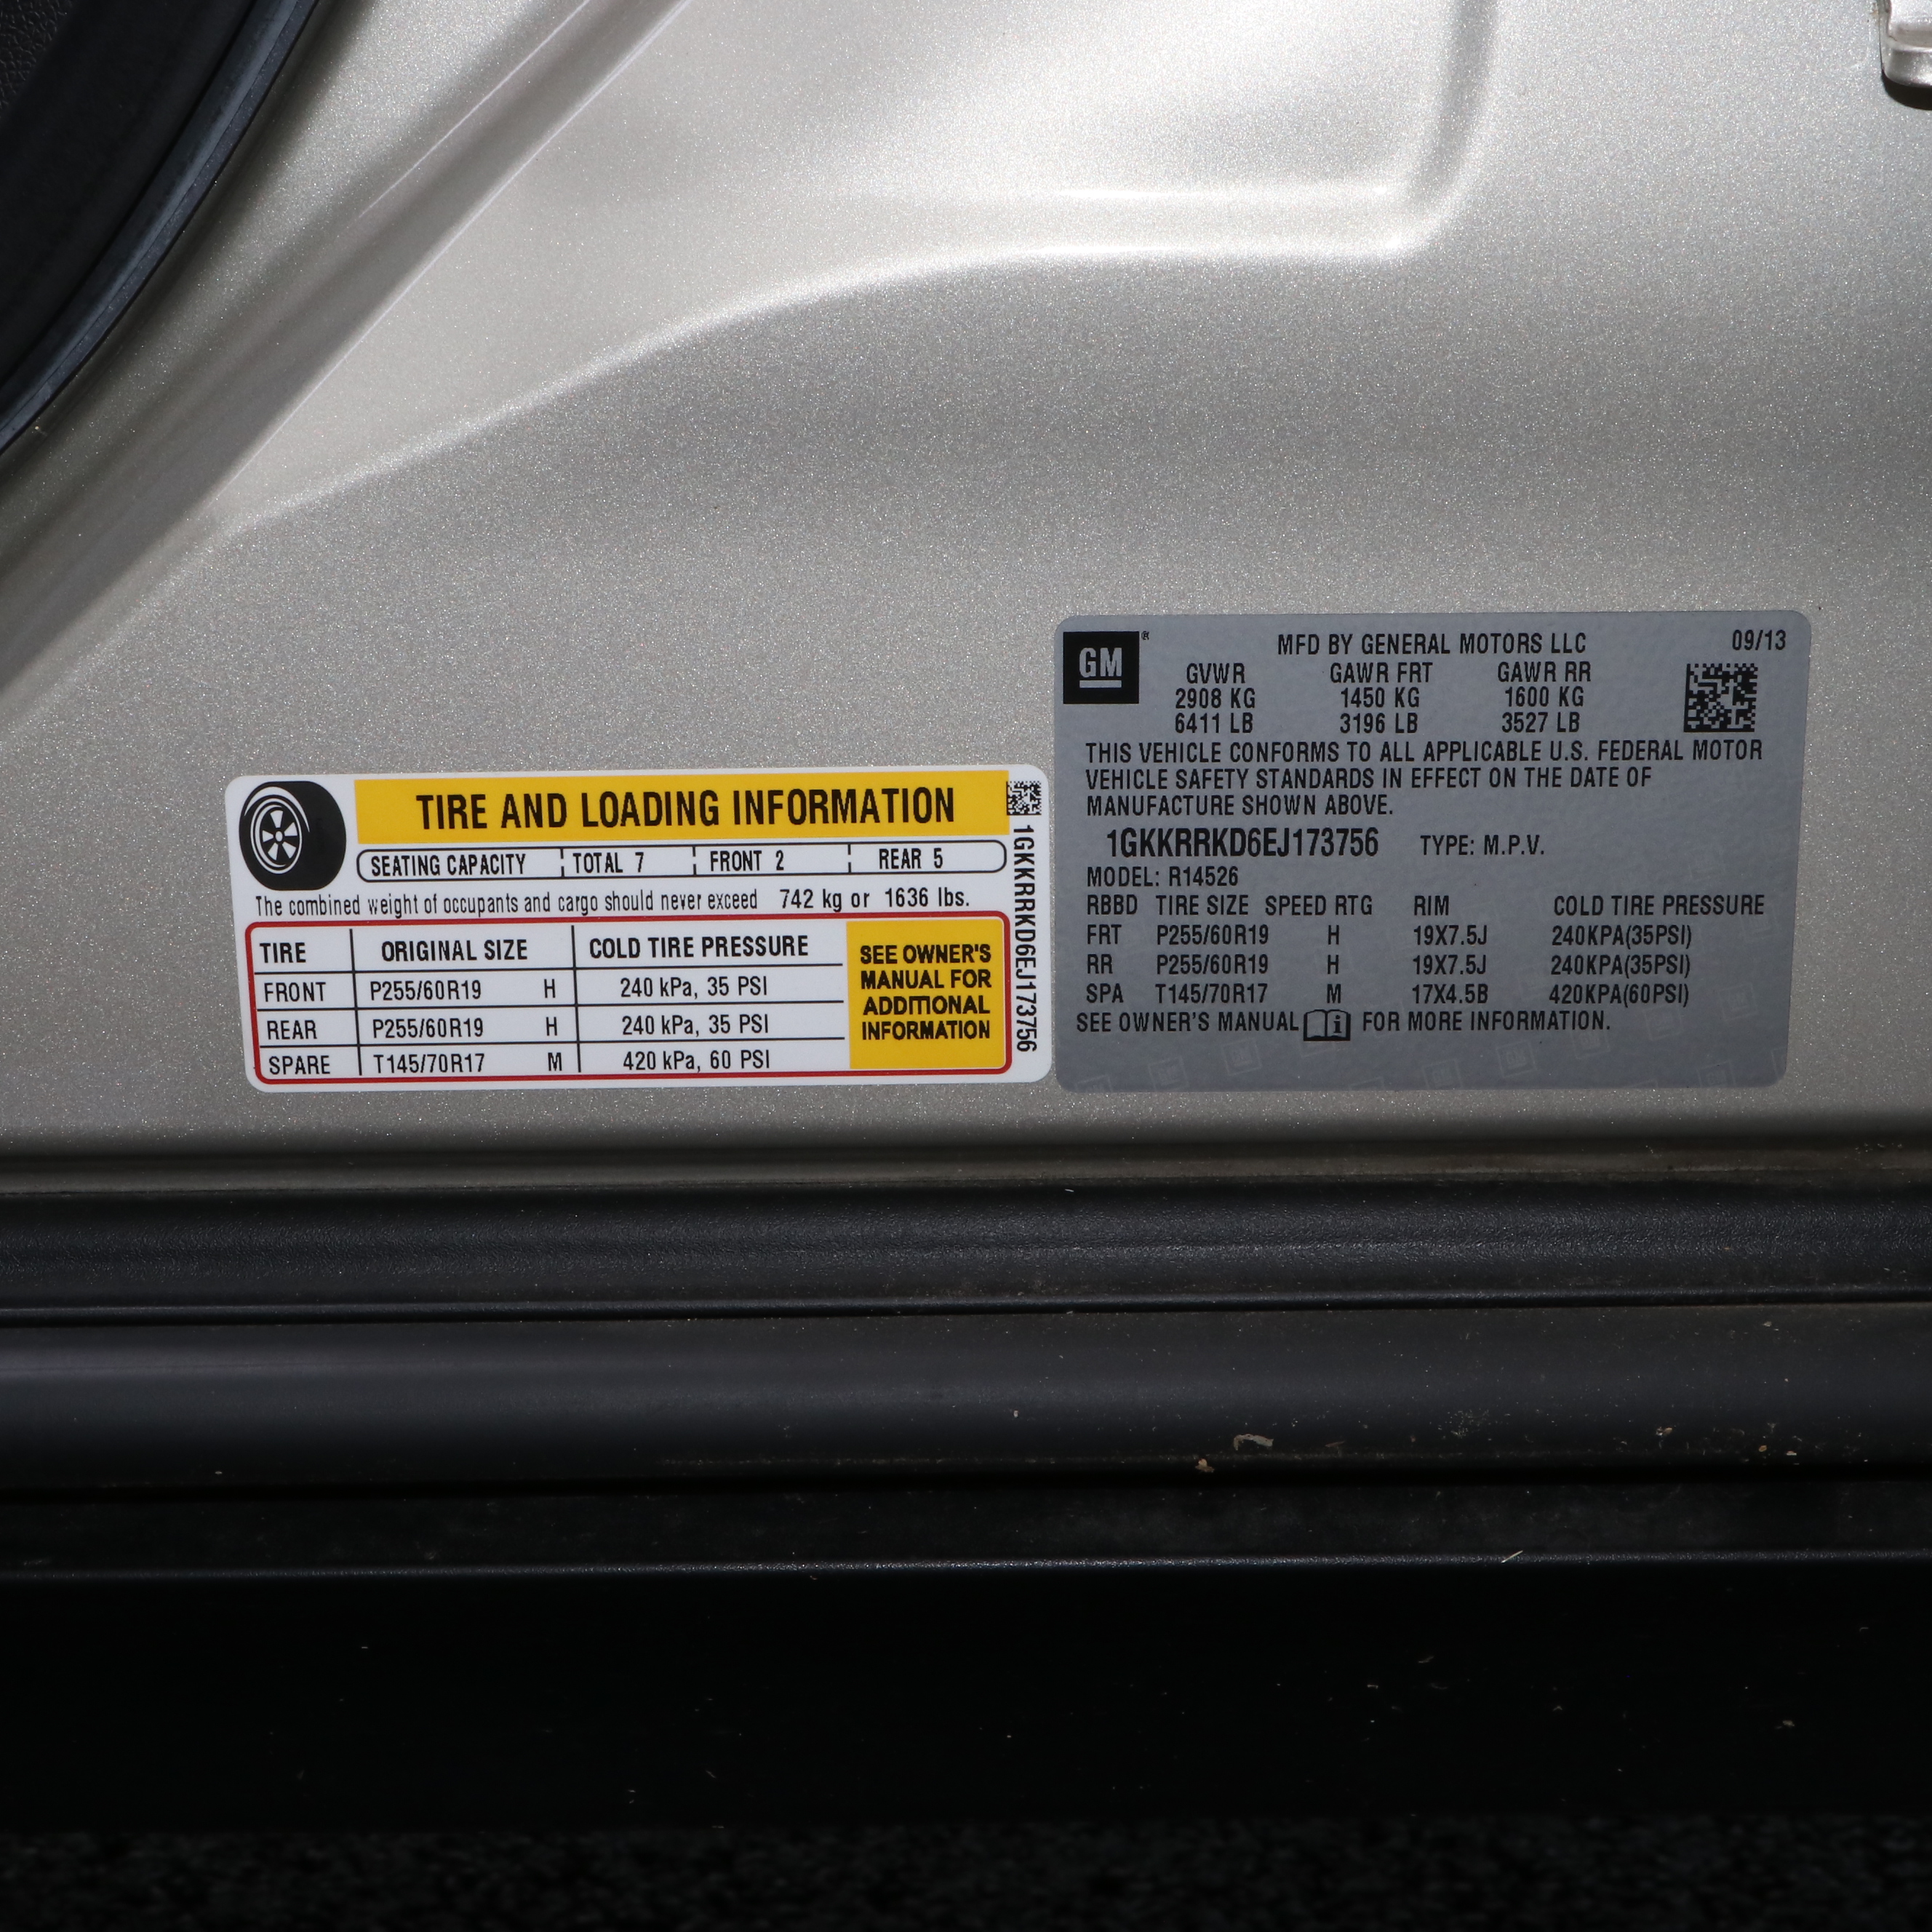 TIRE AND LOADING INFORMATION
SEATING CAPACITY TOTAL 7 FRONT 2 REAR 5
The combined weight of occupants and cargo should never exceed 742 kg or 1636 lbs.
TIRE ORIGINAL SIZE COLD TIRE PRESSURE
FRONT P255/60R19 H 240 kPa, 35 PSI
REAR P255/60R19 H 240 kPa, 35 PSI
SPARE T145/70R17 M 420 kPa, 60 PSI
SEE OWNER'S
MANUAL FOR
ADDITIONAL
INFORMATION
1GKKRRKD6EJ173756
GM®
MFD BY GENERAL MOTORS LLC 09/13
GVWR GAWR FRT GAWR RR
2908 KG 1450 KG 1600 KG
6411 LB 3196 LB 3527 LB
THIS VEHICLE CONFORMS TO ALL APPLICABLE U.S. FEDERAL MOTOR
VEHICLE SAFETY STANDARDS IN EFFECT ON THE DATE OF
MANUFACTURE SHOWN ABOVE.
1GKKRRKD6EJ173756 TYPE: M.P.V.
MODEL: R14526
RBBD TIRE SIZE SPEED RTG RIM COLD TIRE PRESSURE
FRT P255/60R19 H 19X7.5J 240KPA(35PSI)
RR P255/60R19 H 19X7.5J 240KPA(35PSI)
SPA T145/70R17 M 17X4.5B 420KPA(60PSI)
SEE OWNER'S MANUAL i FOR MORE INFORMATION.